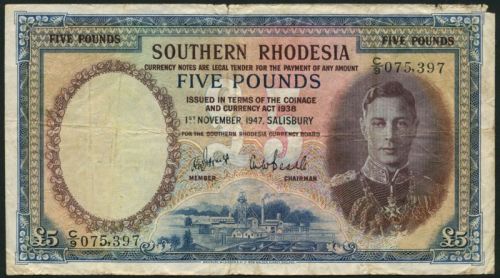 FIVE POUNDS
FIVE POUNDS
SOUTHERN RHODESIA
CURRENCY NOTES ARE LEGAL TENDER FOR THE PAYMENT OF ANY AMOUNT
C/9 075,397
FIVE POUNDS
£5
ISSUED IN TERMS OF THE COINAGE
AND CURRENCY ACT 1938
1ST NOVEMBER, 1947, SALISBURY
FOR THE SOUTHERN RHODESIA CURRENCY BOARD
MEMBER CHAIRMAN
£5 C/9 075,397
£5